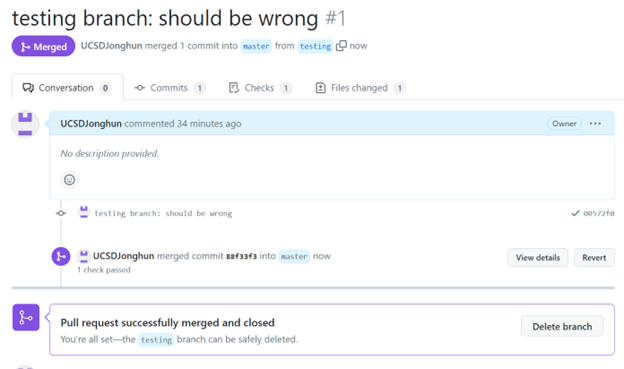 testing branch: should be wrong #1
Merged UCSDJonghun merged 1 commit into master from testing now
Conversation 0 Commits 1 Checks 1 Files changed 1
UCSDJonghun commented 34 minutes ago Owner ...
No description provided.
testing branch: should be wrong 00572f0
UCSDJonghun merged commit 88f33f3 into master now View details Revert
1 check passed
Pull request successfully merged and closed Delete branch
You're all set—the testing branch can be safely deleted.